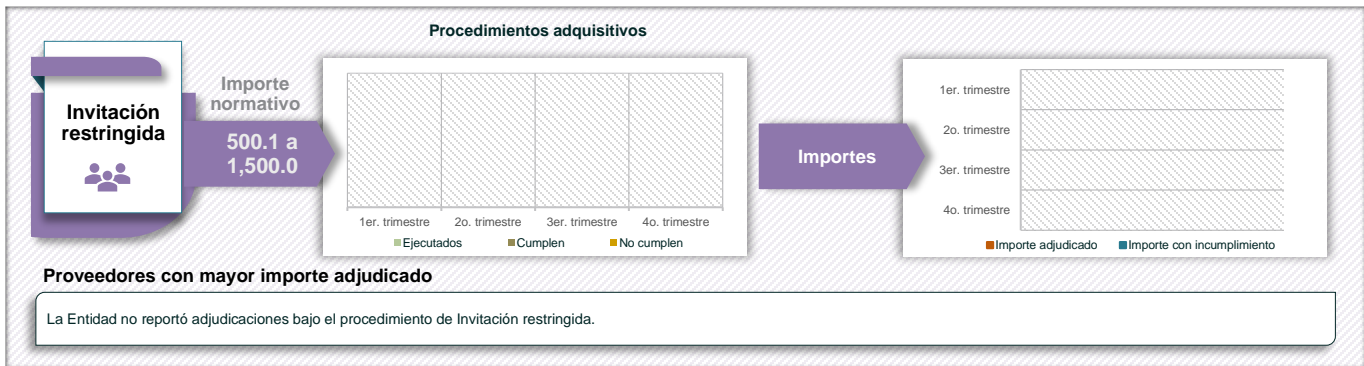 Procedimientos adquisitivos
Invitación
restringida
Importe
normativo
500.1 a
1,500.0
1er. trimestre
2o. trimestre
3er. trimestre
4o. trimestre
Ejecutados
Cumplen
No cumplen
Importes
1er. trimestre
2o. trimestre
3er. trimestre
4o. trimestre
Importe adjudicado
Importe con incumplimiento
Proveedores con mayor importe adjudicado
La Entidad no reportó adjudicaciones bajo el procedimiento de Invitación restringida.